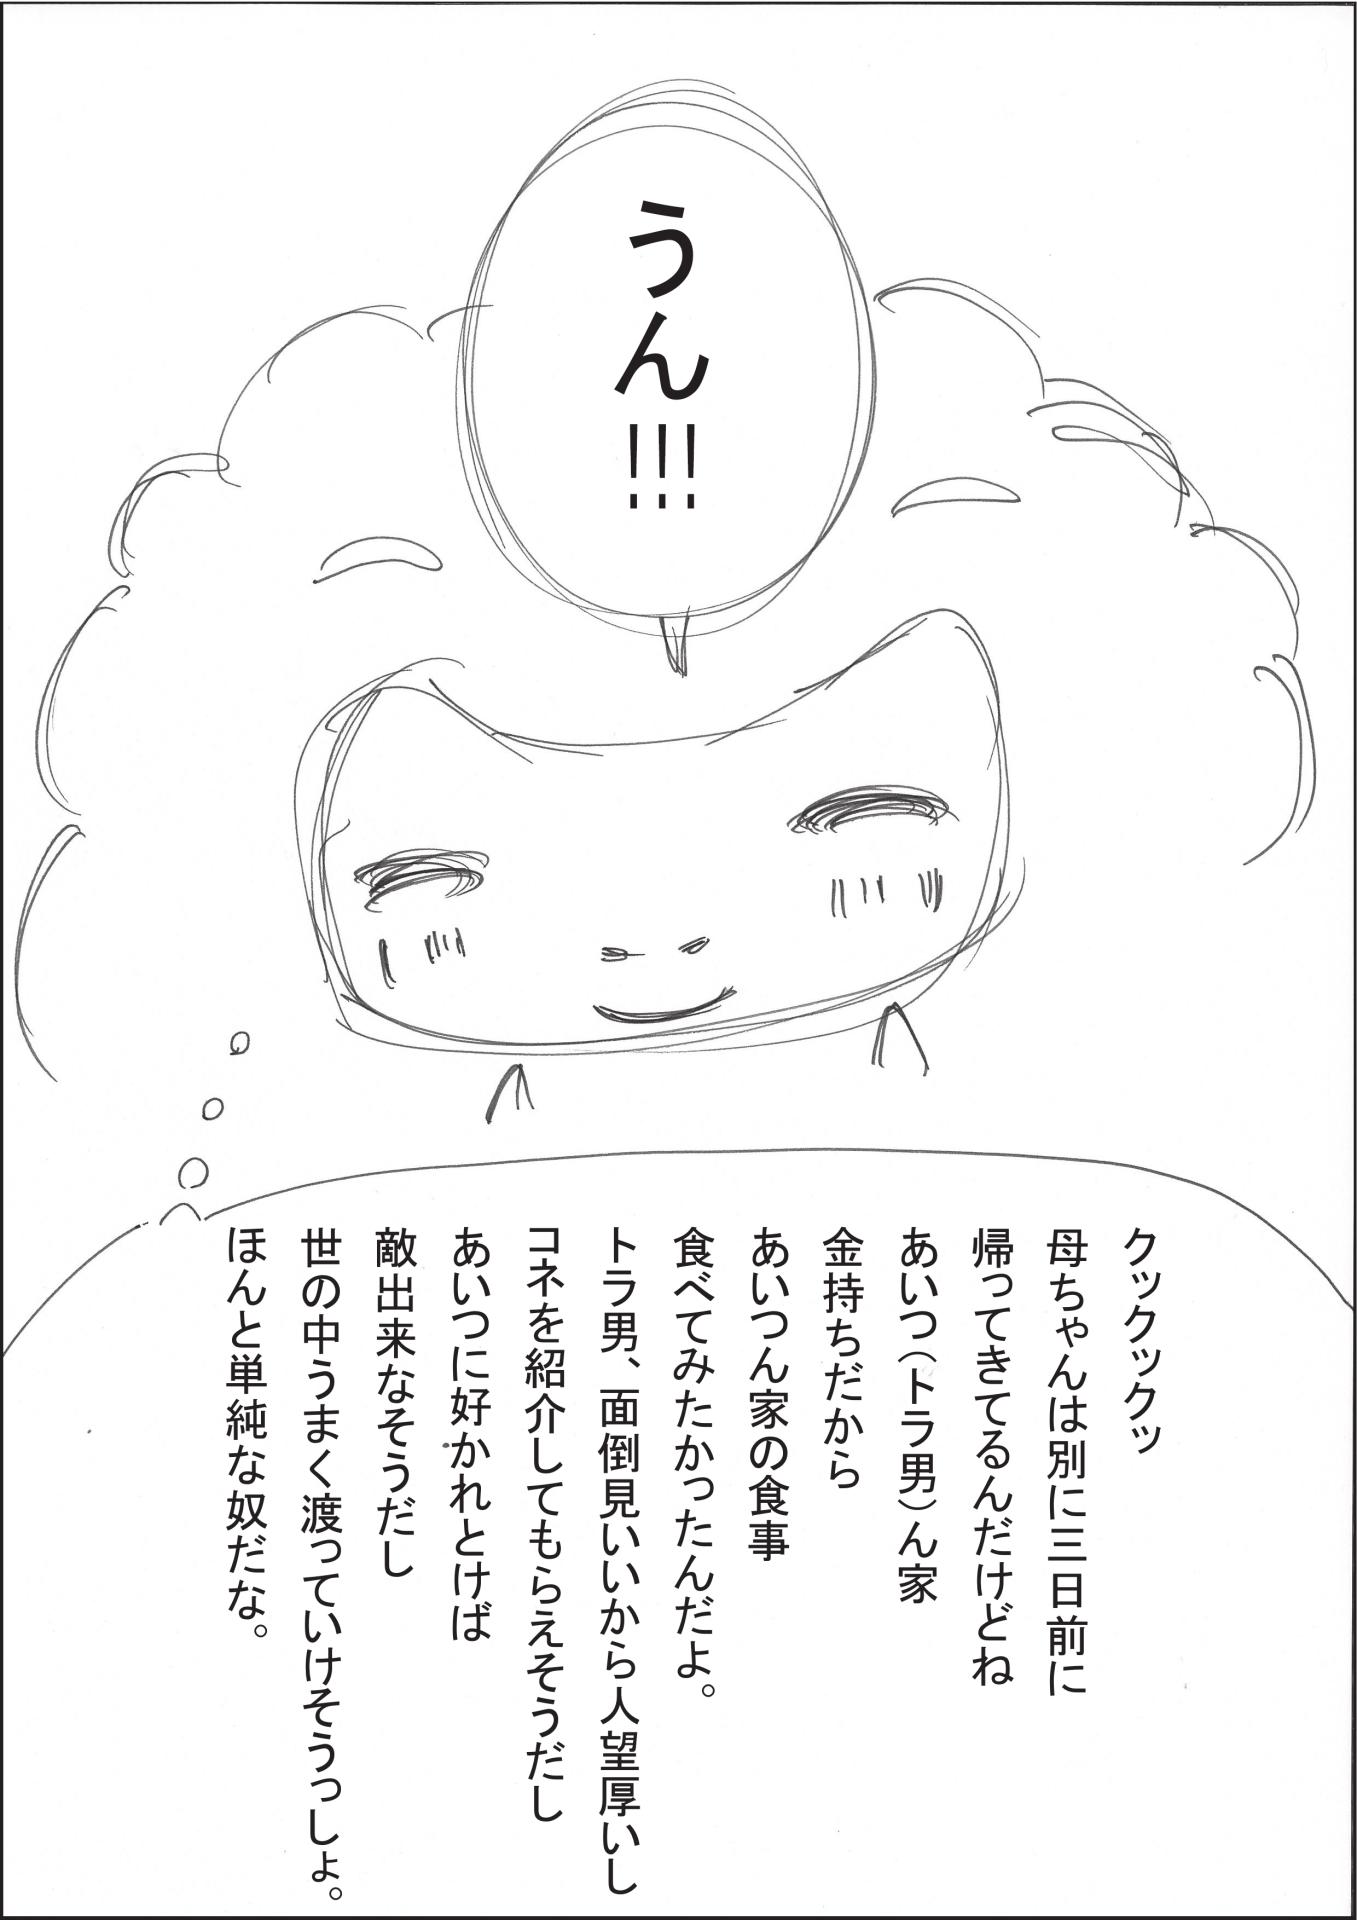 うん!!!
クックックッ
母ちゃんは別に三日前に
帰ってきてるんだけどね
あいつ(トラ男)ん家
金持ちだから
あいつん家の食事
食べてみたかったんだよ。
トラ男、面倒見いいから人望厚いし
コネを紹介してもらえそうだし
あいつに好かれとけば
敵出来なそうだし
世の中うまく渡っていけそうっしょ。
ほんと単純な奴だな。